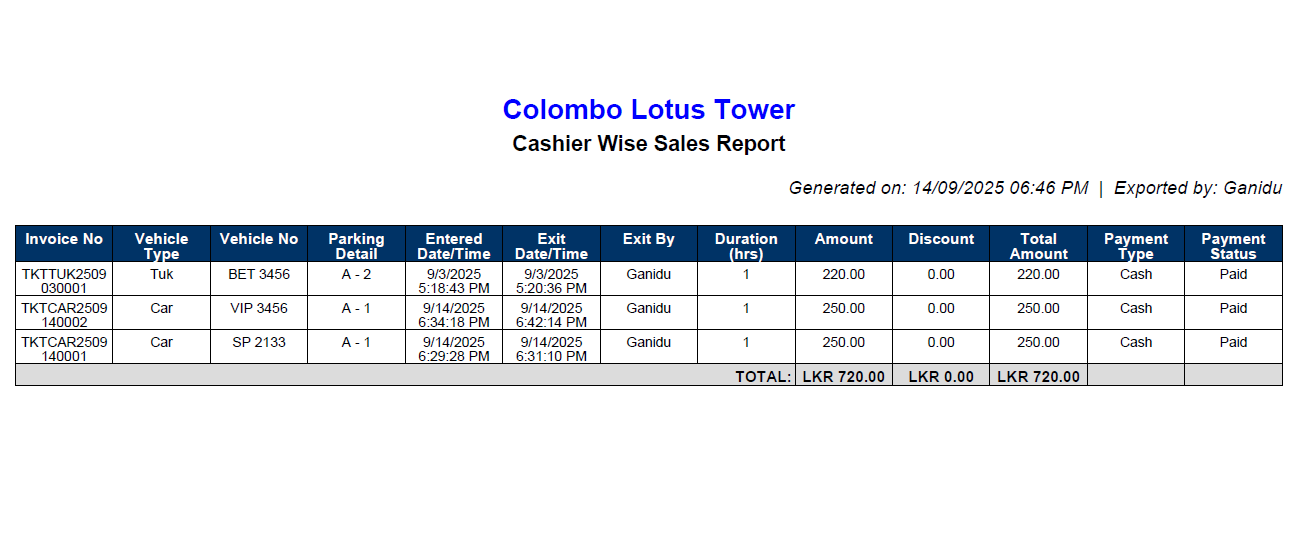 Colombo Lotus Tower
Cashier Wise Sales Report
Generated on: 14/09/2025 06:46 PM | Exported by: Ganidu
Invoice No Vehicle Type Vehicle No Parking Detail Entered Date/Time Exit Date/Time Exit By Duration (hrs) Amount Discount Total Amount Payment Type Payment Status
TKTTUK2509030001 Tuk BET 3456 A - 2 9/3/2025 5:18:43 PM 9/3/2025 5:20:36 PM Ganidu 1 220.00 0.00 220.00 Cash Paid
TKTCAR2509140002 Car VIP 3456 A - 1 9/14/2025 6:34:18 PM 9/14/2025 6:42:14 PM Ganidu 1 250.00 0.00 250.00 Cash Paid
TKTCAR2509140001 Car SP 2133 A - 1 9/14/2025 6:29:28 PM 9/14/2025 6:31:10 PM Ganidu 1 250.00 0.00 250.00 Cash Paid
TOTAL: LKR 720.00 LKR 0.00 LKR 720.00